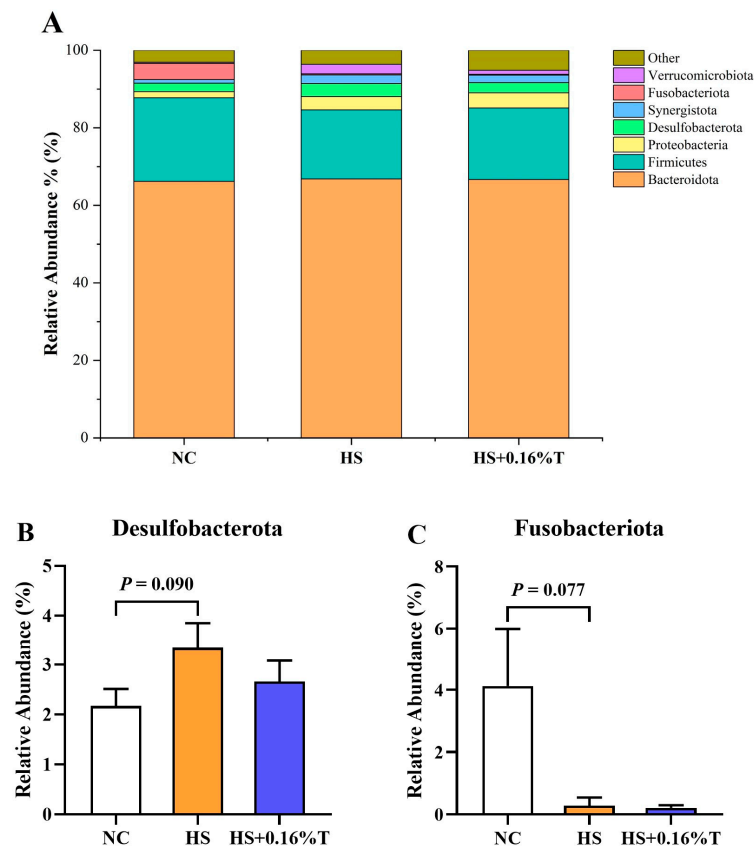 A
Relative Abundance % (%)
100
80
60
40
20
0
NC
HS
HS+0.16%T
Other
Verrucomicrobiota
Fusobacteriota
Synergistota
Desulfobacterota
Proteobacteria
Firmicutes
Bacteroidota
B
Desulfobacterota
Relative Abundance (%)
5
4
3
2
1
0
P = 0.090
NC
HS
HS+0.16%T
C
Fusobacteriota
Relative Abundance (%)
8
6
4
2
0
P = 0.077
NC
HS
HS+0.16%T